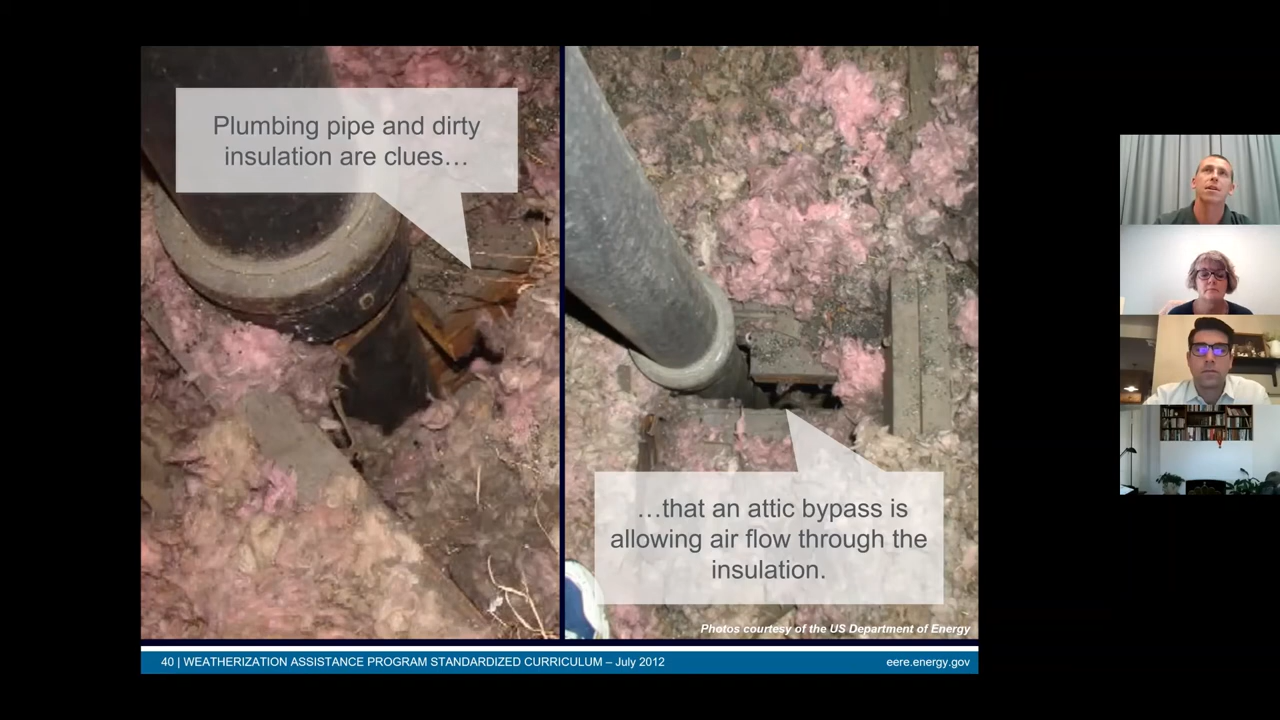 Plumbing pipe and dirty
insulation are clues…
…that an attic bypass is
allowing air flow through the
insulation.
Photos courtesy of the US Department of Energy
40 | WEATHERIZATION ASSISTANCE PROGRAM STANDARDIZED CURRICULUM – July 2012
eere.energy.gov